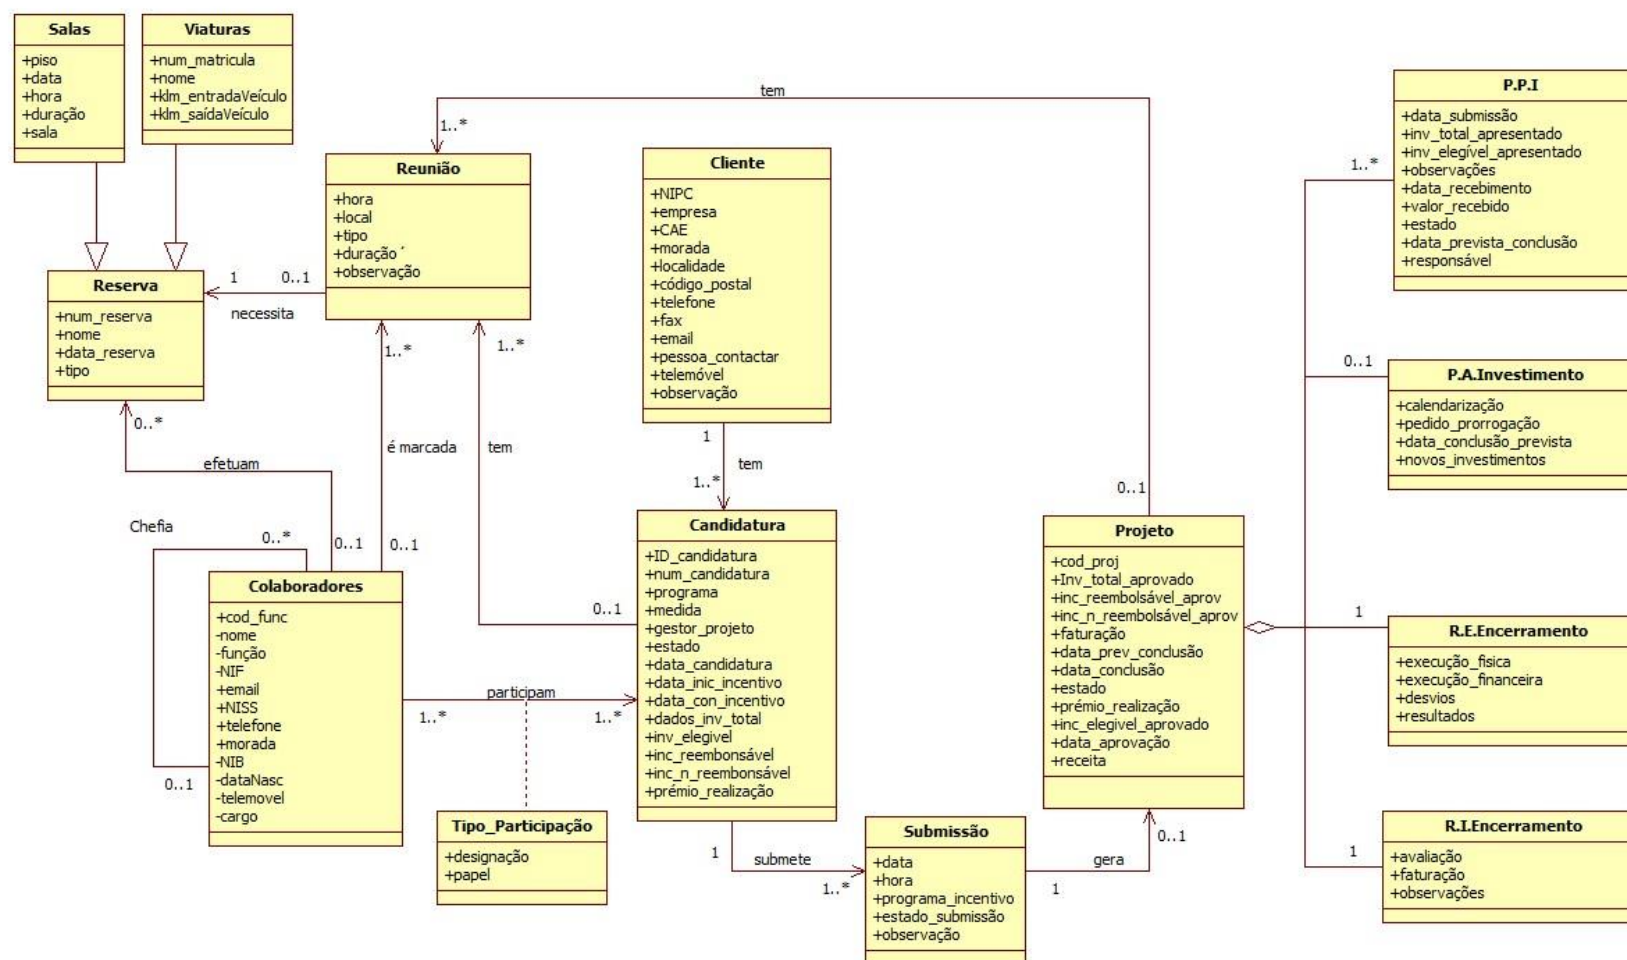 Salas
+piso
+data
+hora
+duração
+sala
Viaturas
+num_matricula
+nome
+klm_entradaVeículo
+klm_saídaVeículo
tem
1..*
Reunião
+hora
+local
+tipo
+duração´
+observação
Cliente
+NIPC
+empresa
+CAE
+morada
+localidade
+código_postal
+telefone
+fax
+email
+pessoa_contactar
+telemóvel
+observação
P.P.I
+data_submissão
+inv_total_apresentado
+inv_elegível_apresentado
+observações
+data_recebimento
+valor_recebido
+estado
+data_prevista_conclusão
+responsável
1..*
Reserva
+num_reserva
+nome
+data_reserva
+tipo
1
0..1
necessita
1..*
1..*
0..1
P.A.Investimento
+calendarização
+pedido_prorrogação
+data_conclusão_prevista
+novos_investimentos
0..*
efetuam
é marcada
tem
1
tem
1..*
0..1
Chefia
0..*
0..1
0..1
0..1
Colaboradores
+cod_func
-nome
-função
-NIF
+email
+NISS
+telefone
+morada
-NIB
-dataNasc
-telemovel
-cargo
0..1
participam
1..*
1..*
Candidatura
+ID_candidatura
+num_candidatura
+programa
+medida
+gestor_projeto
+estado
+data_candidatura
+data_inic_incentivo
+data_con_incentivo
+dados_inv_total
+inv_elegivel
+inc_reembonsável
+inc_n_reembonsável
+prémio_realização
Projeto
+cod_proj
+Inv_total_aprovado
+inc_reembolsável_aprov
+inc_n_reembolsável_aprov
+faturação
+data_prev_conclusão
+data_conclusão
+estado
+prémio_realização
+inc_elegivel_aprovado
+data_aprovação
+receita
1
R.E.Encerramento
+execução_fisica
+execução_financeira
+desvios
+resultados
Tipo_Participação
+designação
+papel
1
submete
1..*
Submissão
+data
+hora
+programa_incentivo
+estado_submissão
+observação
gera
1
0..1
1
R.I.Encerramento
+avaliação
+faturação
+observações
0..1